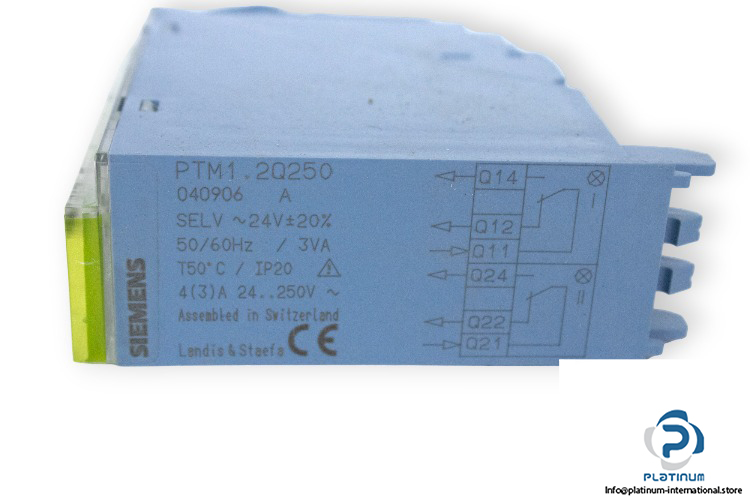 PTM1.2Q250
040906 A
SELV ~24V±20%
50/60Hz / 3VA
T50°C / IP20
4(3)A 24..250V ~
Assembled in Switzerland
Landis & Staefa CE
SIEMENS
Q14
I
Q12
Q11
Q24
II
Q22
Q21
PLATINUM
INTERNATIONAL
Info@platinum-international.store